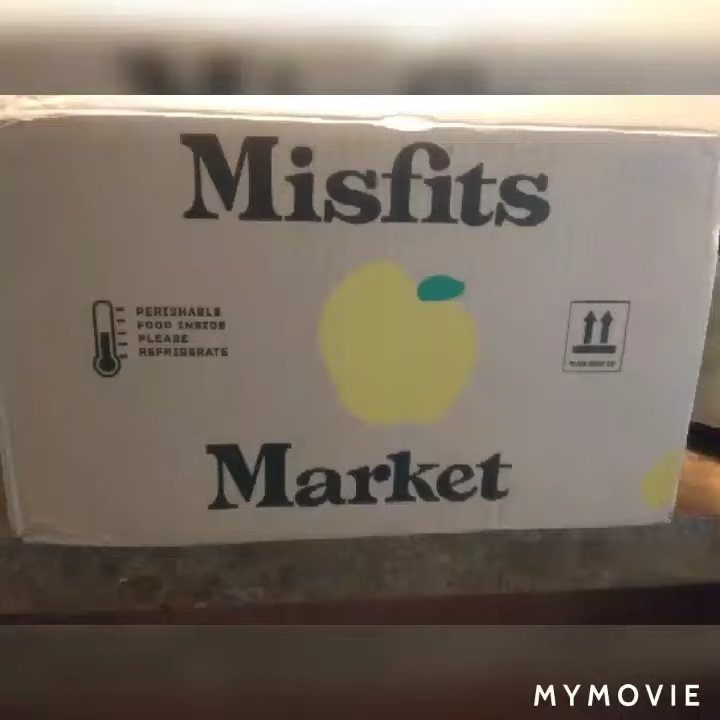 Misfits
PERISHABLE
FOOD INSIDE
PLEASE
REFRIGERATE
Market
MYMOVIE